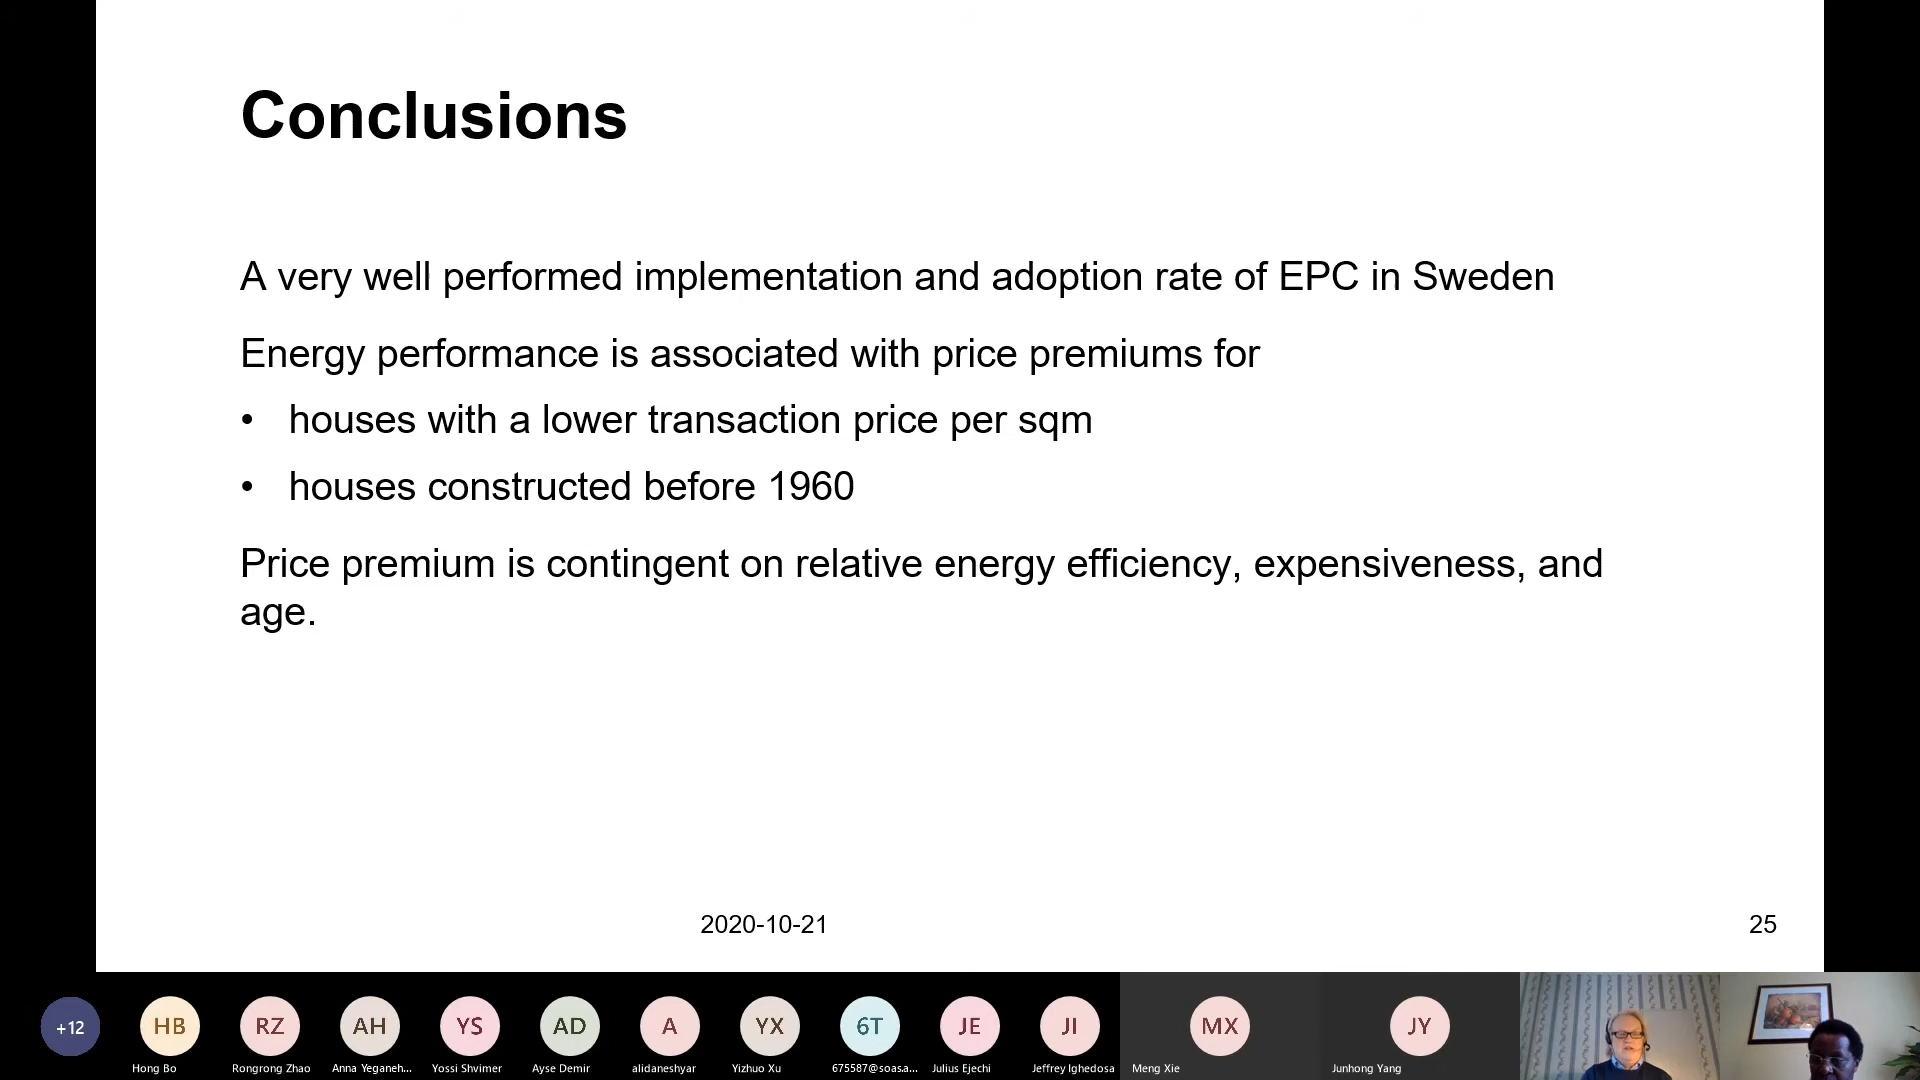 Conclusions
A very well performed implementation and adoption rate of EPC in Sweden
Energy performance is associated with price premiums for
• houses with a lower transaction price per sqm
• houses constructed before 1960
Price premium is contingent on relative energy efficiency, expensiveness, and
age.
2020-10-21
25
+12
HB
RZ
AH
YS
AD
A
YX
6T
JE
JI
MX
JY
Hong Bo
Rongrong Zhao
Anna Yeganeh...
Yossi Shvimer
Ayse Demir
alidaneshyar
Yizhuo Xu
675587@soas.a...
Julius Ejechi
Jeffrey Ighedosa
Meng Xie
Junhong Yang